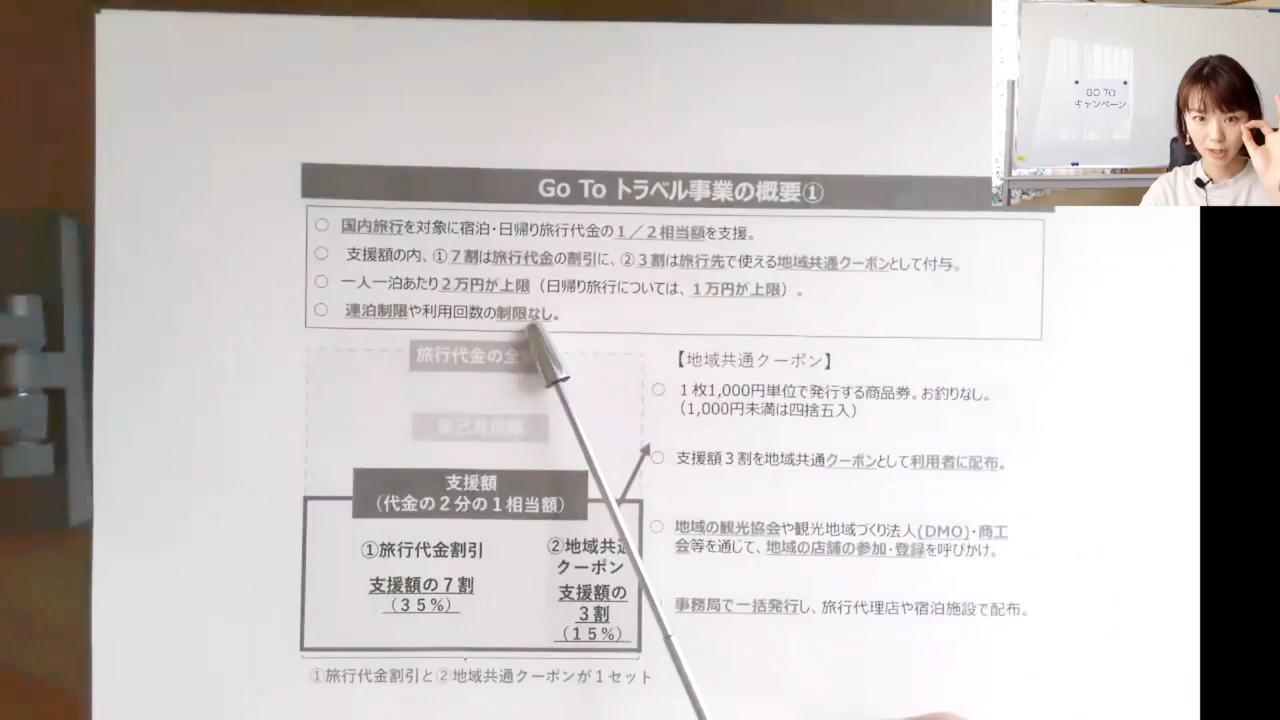 GO TO
キャンペーン
Go To トラベル事業の概要①
○ 国内旅行を対象に宿泊・日帰り旅行代金の１／２相当額を支援。
○ 支援額の内、①７割は旅行代金の割引に、②３割は旅行先で使える地域共通クーポンとして付与。
○ 一人一泊あたり２万円が上限（日帰り旅行については、１万円が上限）。
○ 連泊制限や利用回数の制限なし。
旅行代金の全
自己負担額
支援額
（代金の２分の１相当額）
①旅行代金割引
支援額の７割
（３５％）
②地域共通
クーポン
支援額の
３割
（１５％）
①旅行代金割引と②地域共通クーポンが１セット
【地域共通クーポン】
○ １枚1,000円単位で発行する商品券。お釣りなし。
（1,000円未満は四捨五入）
○ 支援額３割を地域共通クーポンとして利用者に配布。
○ 地域の観光協会や観光地域づくり法人(DMO)・商工
会等を通じて、地域の店舗の参加・登録を呼びかけ。
○ 事務局で一括発行し、旅行代理店や宿泊施設で配布。